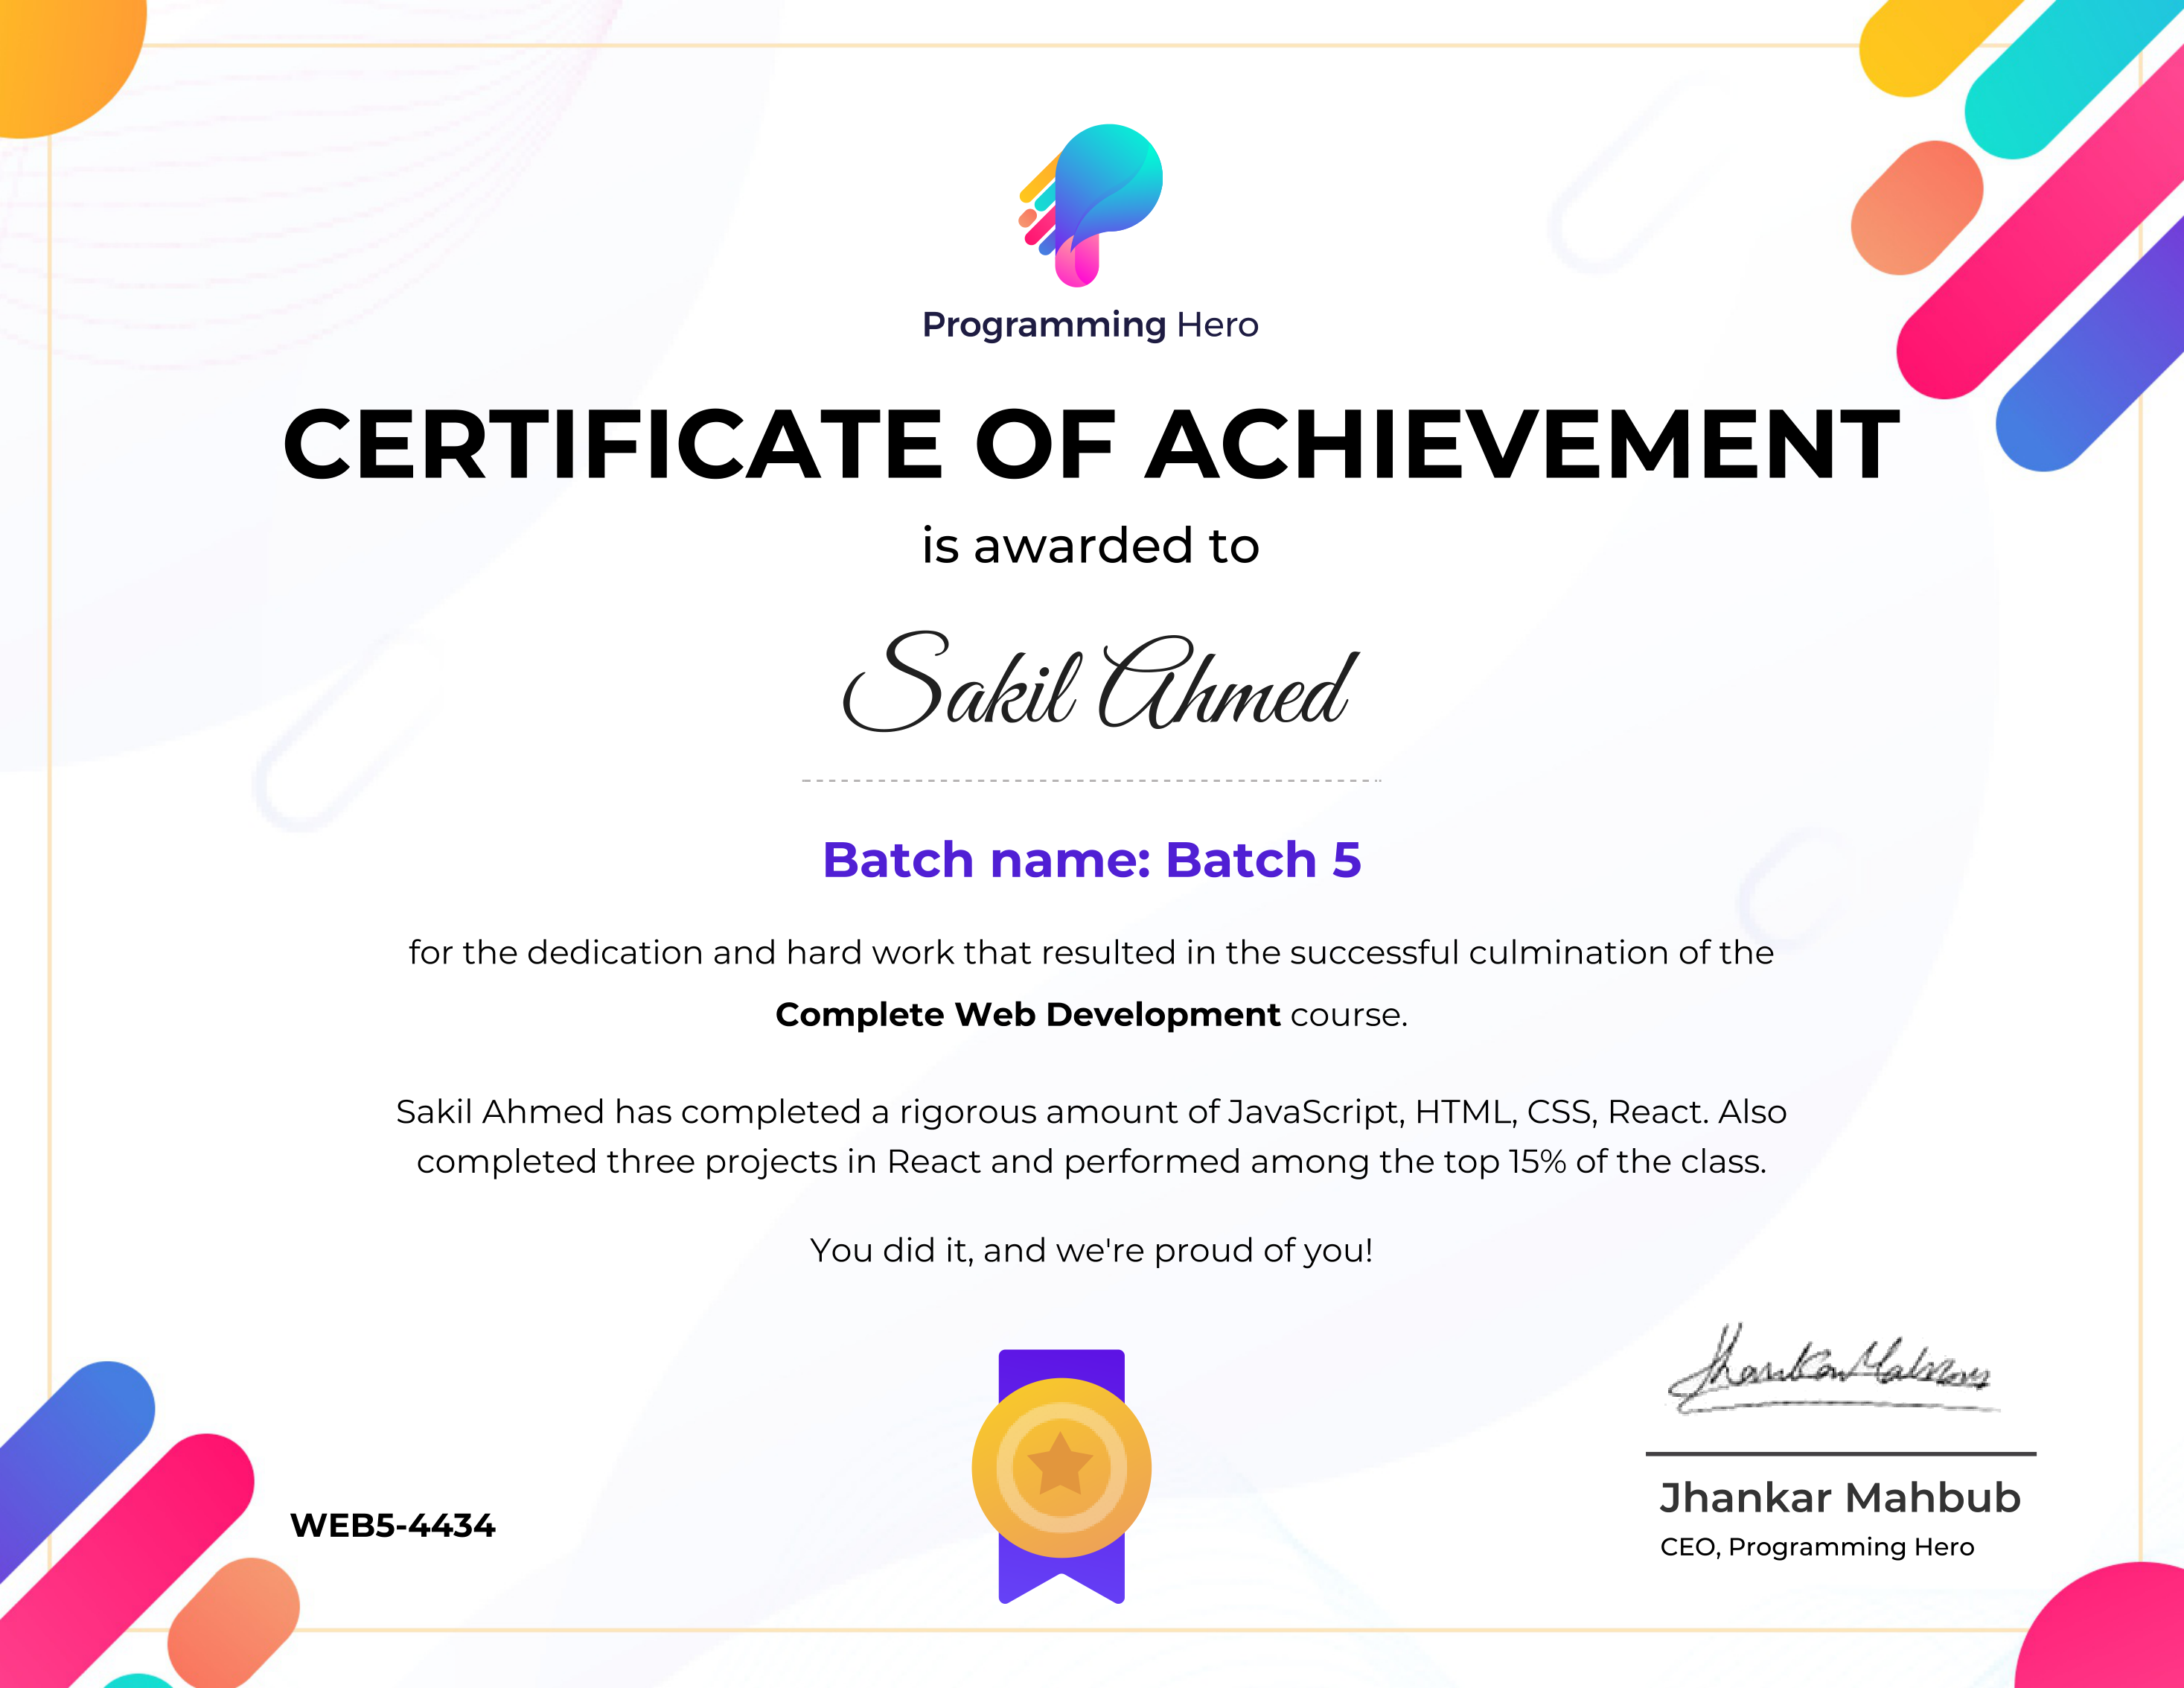 Programming Hero
CERTIFICATE OF ACHIEVEMENT
is awarded to
Sakil Ahmed
Batch name: Batch 5
for the dedication and hard work that resulted in the successful culmination of the
Complete Web Development course.
Sakil Ahmed has completed a rigorous amount of JavaScript, HTML, CSS, React. Also
completed three projects in React and performed among the top 15% of the class.
You did it, and we're proud of you!
Jhankar Mahbub
WEB5-4434
Jhankar Mahbub
CEO, Programming Hero